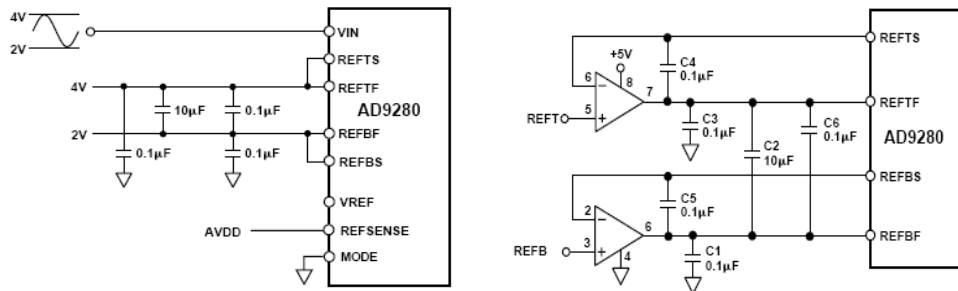 4V
2V
VIN
REFTS
4V
REFTF
10µF
0.1µF
AD9280
2V
REFBF
0.1µF
0.1µF
REFBS
VREF
AVDD
REFSENSE
MODE
REFTS
+5V
C4
0.1µF
6
8
7
REFTF
REFT
5
C3
0.1µF
C6
0.1µF
AD9280
C2
10µF
REFBS
C5
0.1µF
2
6
REFBF
REFB
3
4
C1
0.1µF